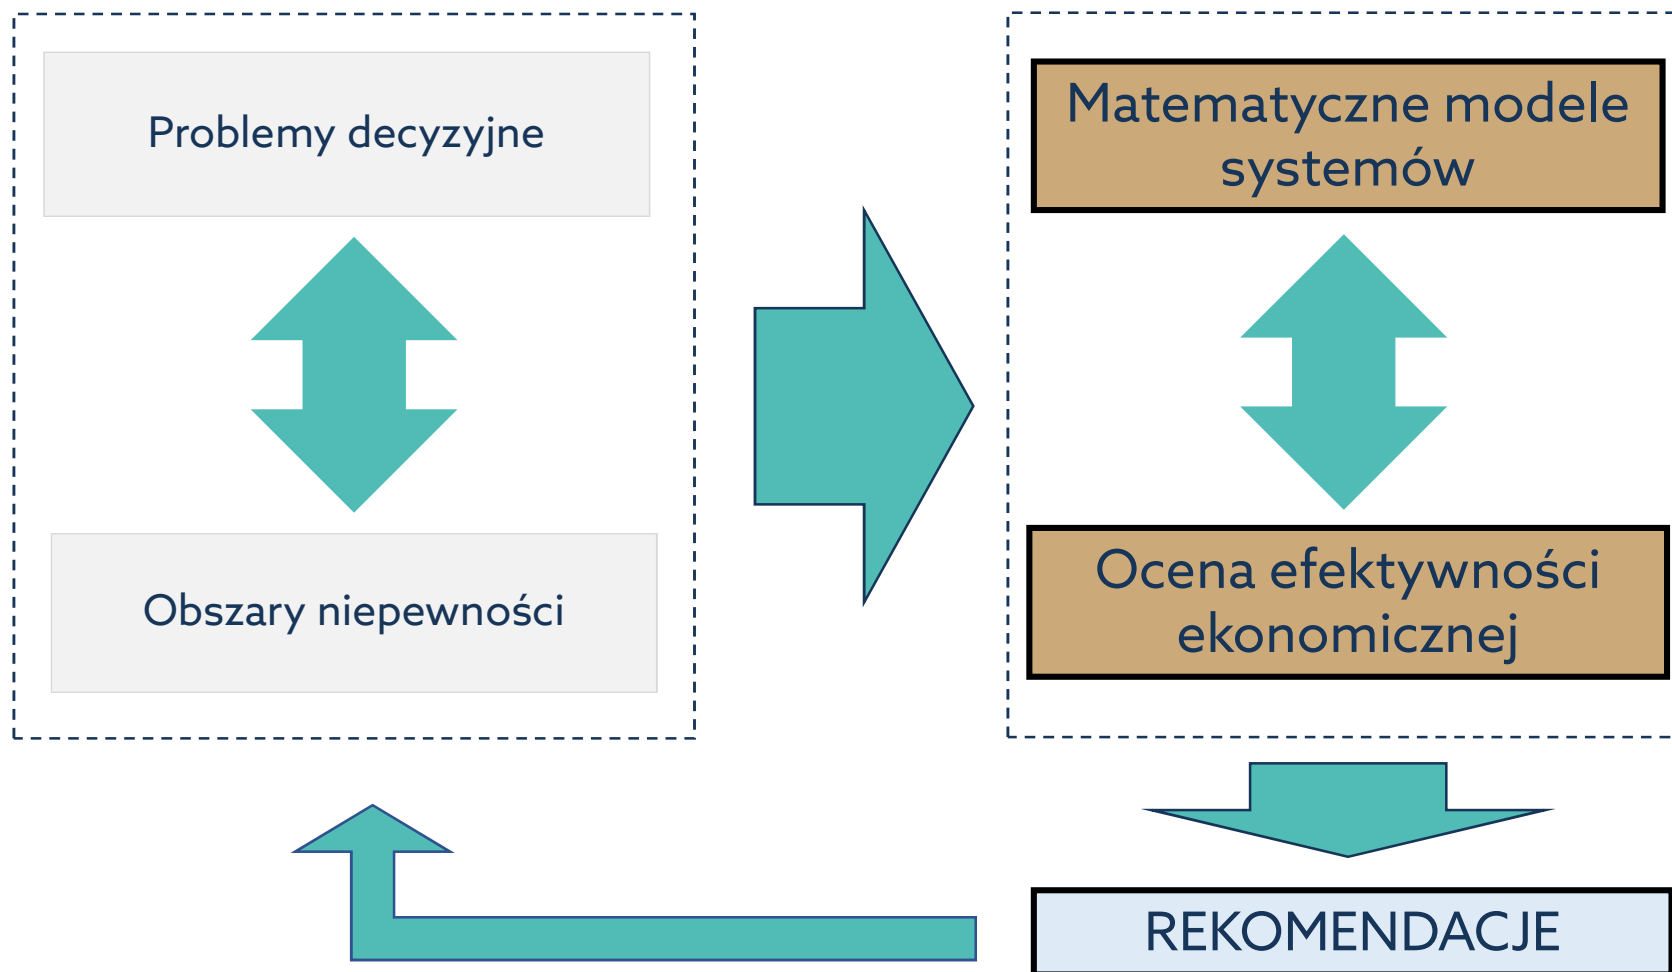 Problemy decyzyjne
Obszary niepewności
Matematyczne modele
systemów
Ocena efektywności
ekonomicznej
REKOMENDACJE